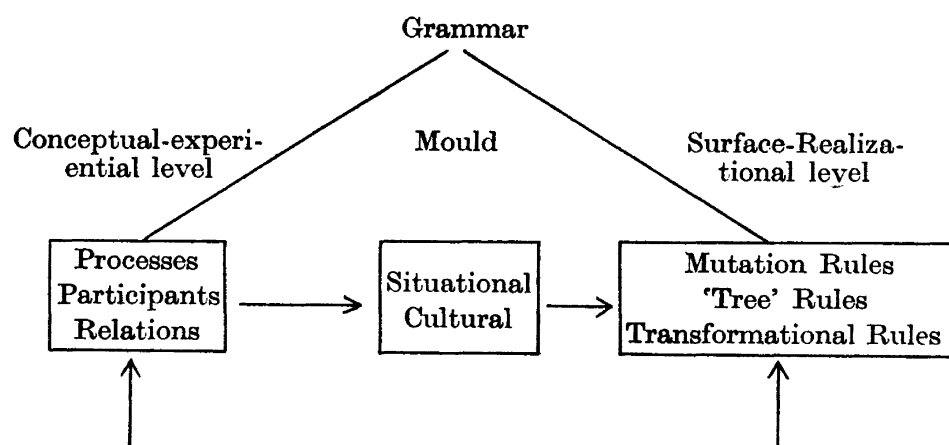 Grammar
Conceptual-experi-
ential level
Mould
Surface-Realiza-
tional level
Processes
Participants
Relations
Situational
Cultural
Mutation Rules
'Tree' Rules
Transformational Rules